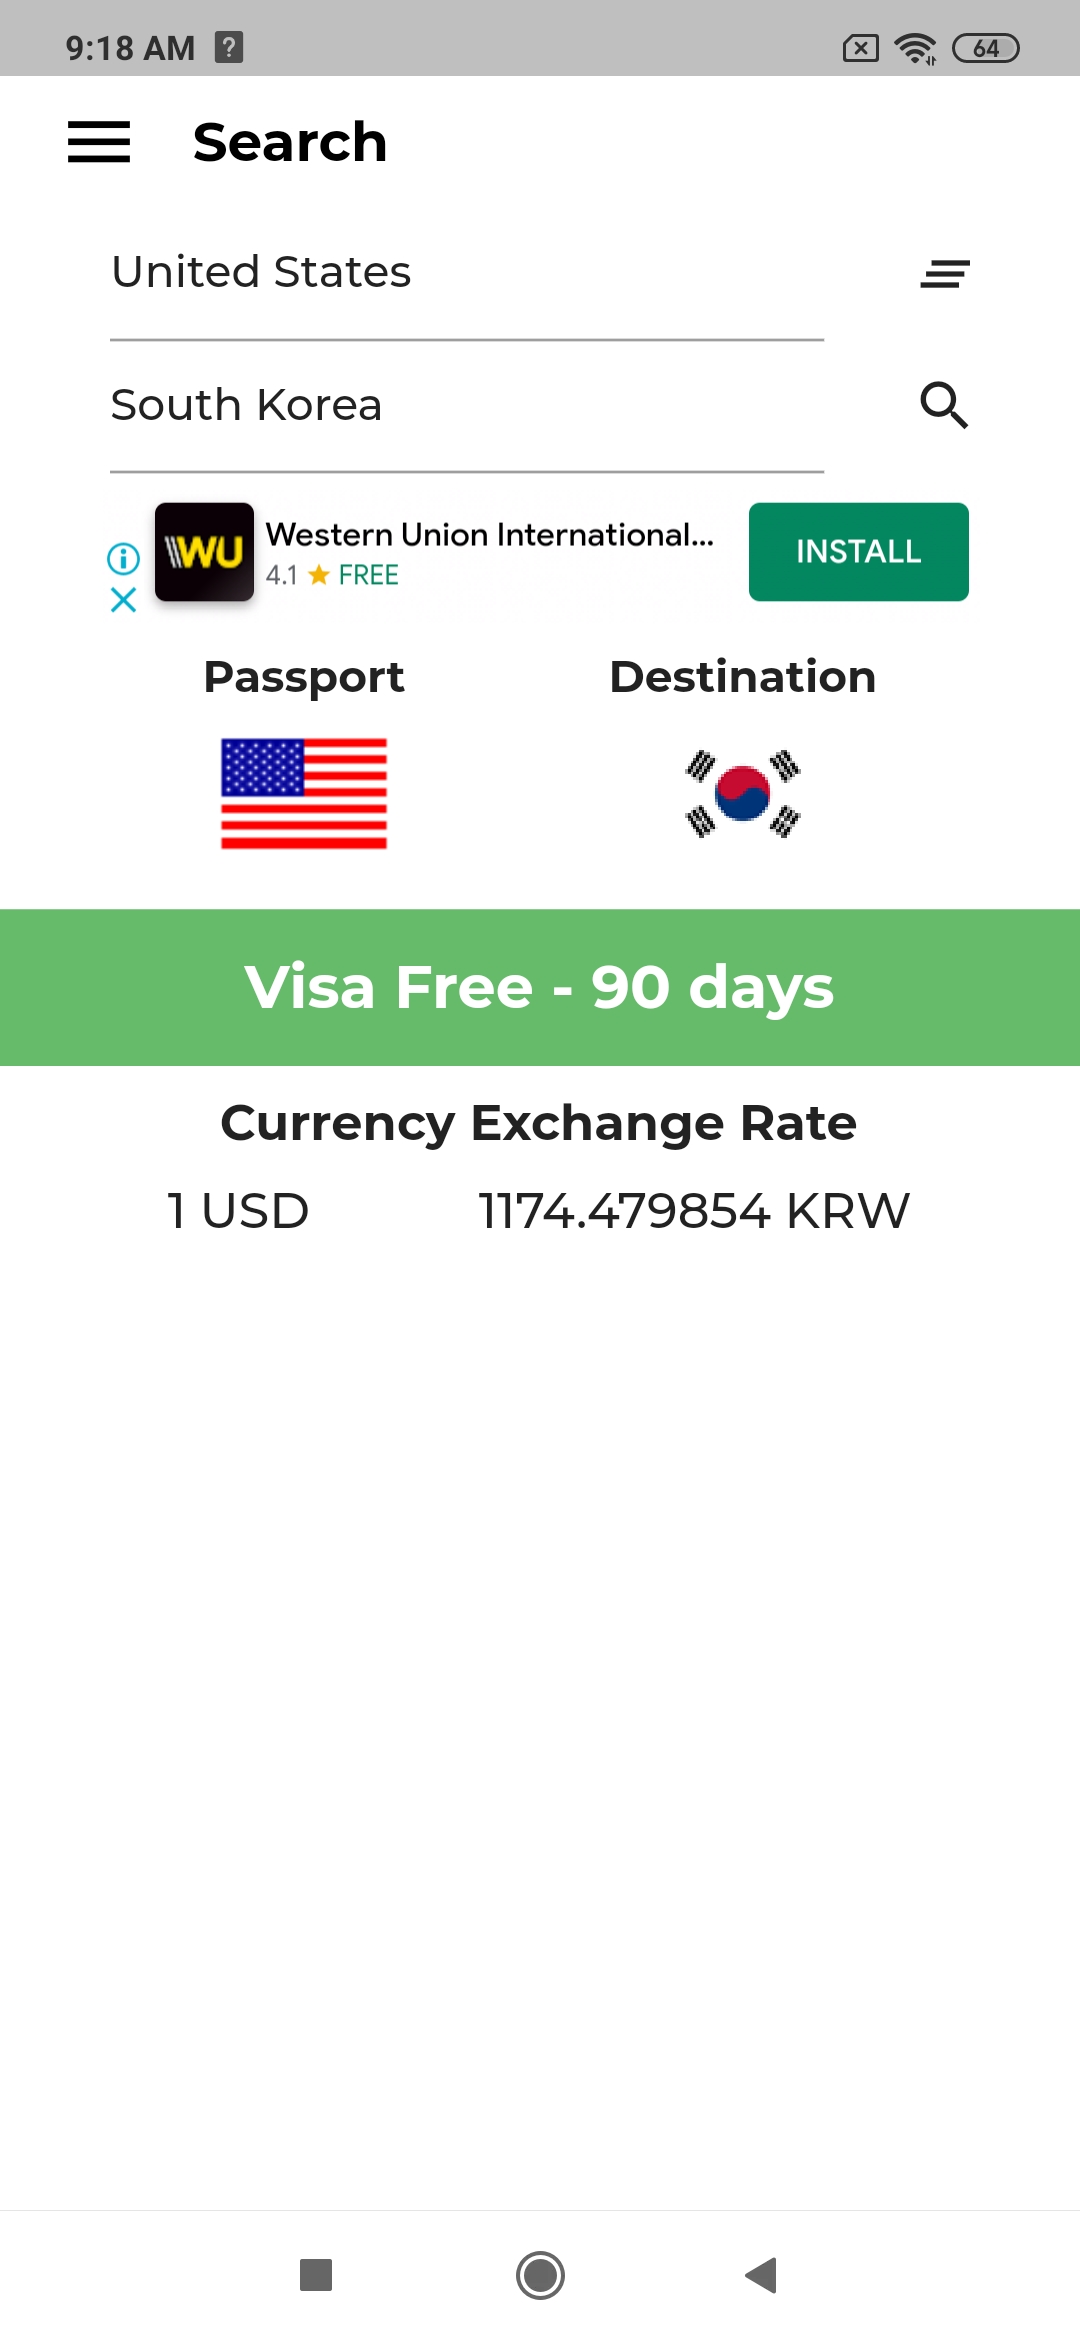 9:18 AM
64
Search
United States
South Korea
WU
Western Union International...
4.1 FREE
INSTALL
Passport Destination
Visa Free - 90 days
Currency Exchange Rate
1 USD 1174.479854 KRW